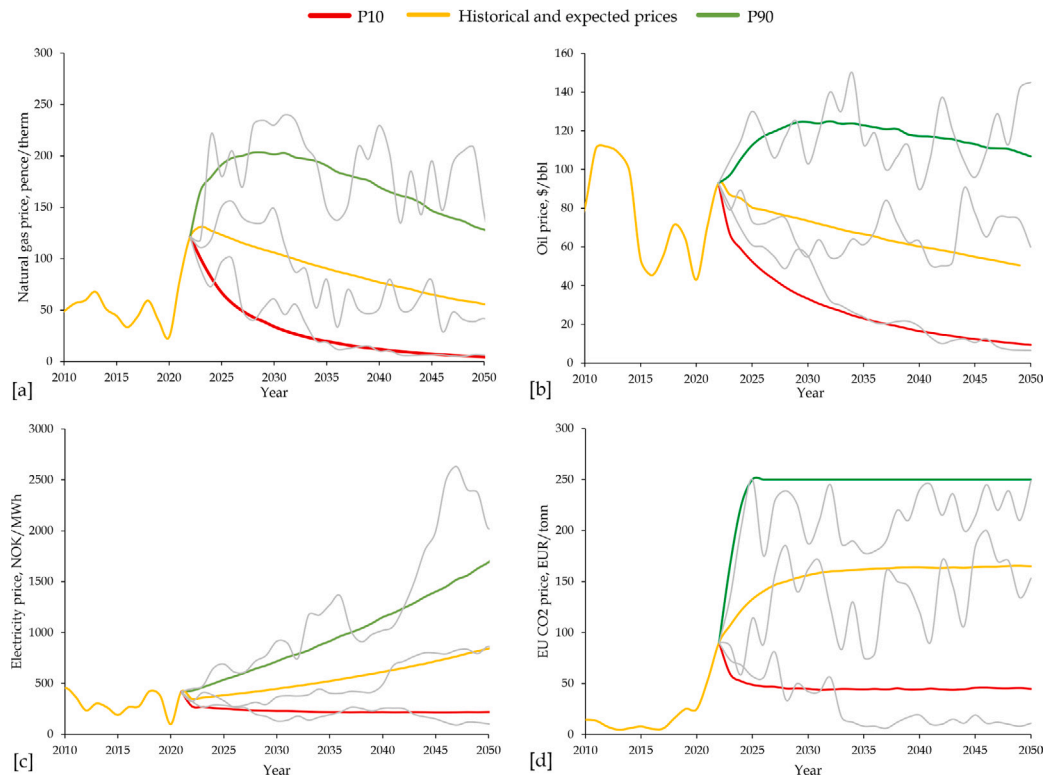 P10 Historical and expected prices P90
Natural gas price, pence/therm
300
250
200
150
100
50
0
2010 2015 2020 2025 2030 2035 2040 2045 2050
[a] Year
Oil price, $/bbl
160
140
120
100
80
60
40
20
0
2010 2015 2020 2025 2030 2035 2040 2045 2050
[b] Year
Electricity price, NOK/MWh
3000
2500
2000
1500
1000
500
0
2010 2015 2020 2025 2030 2035 2040 2045 2050
[c] Year
EU CO2 price, EUR/tonn
300
250
200
150
100
50
0
2010 2015 2020 2025 2030 2035 2040 2045 2050
[d] Year